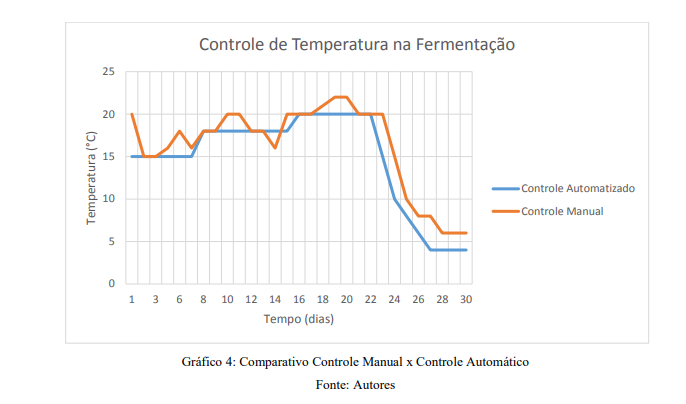 Controle de Temperatura na Fermentação
25
20
15
10
5
0
Temperatura (°C)
1 3 6 8 10 12 14 16 18 20 22 24 26 28 30
Tempo (dias)
Controle Automatizado
Controle Manual
Gráfico 4: Comparativo Controle Manual x Controle Automático
Fonte: Autores